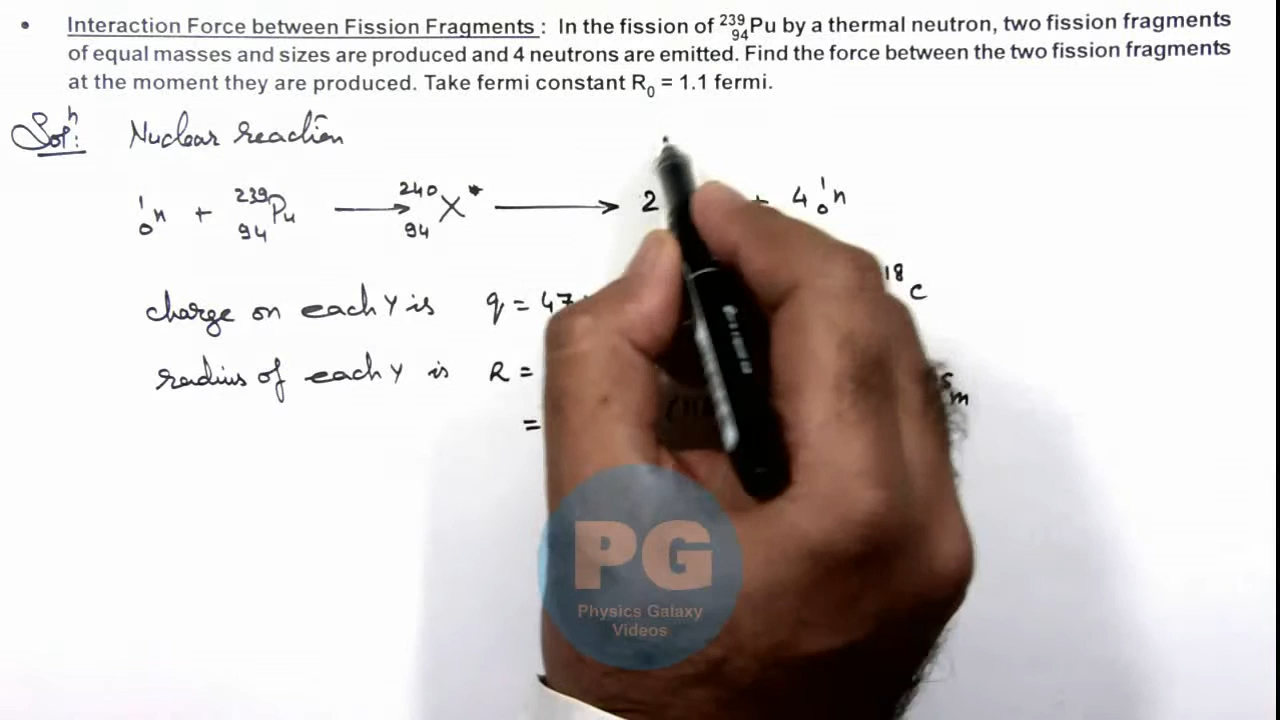 • Interaction Force between Fission Fragments : In the fission of ²³⁹₉₄Pu by a thermal neutron, two fission fragments
of equal masses and sizes are produced and 4 neutrons are emitted. Find the force between the two fission fragments
at the moment they are produced. Take fermi constant R₀ = 1.1 fermi.
Solⁿ: Nuclear reaction
¹₀n + ²³⁹₉₄Pu ⟶ ²⁴⁰₉₄X* ⟶ 2 + 4 ¹₀n
charge on each Y is q = 47 18 C
radius of each Y is R = m
=
PG
Physics Galaxy
Videos